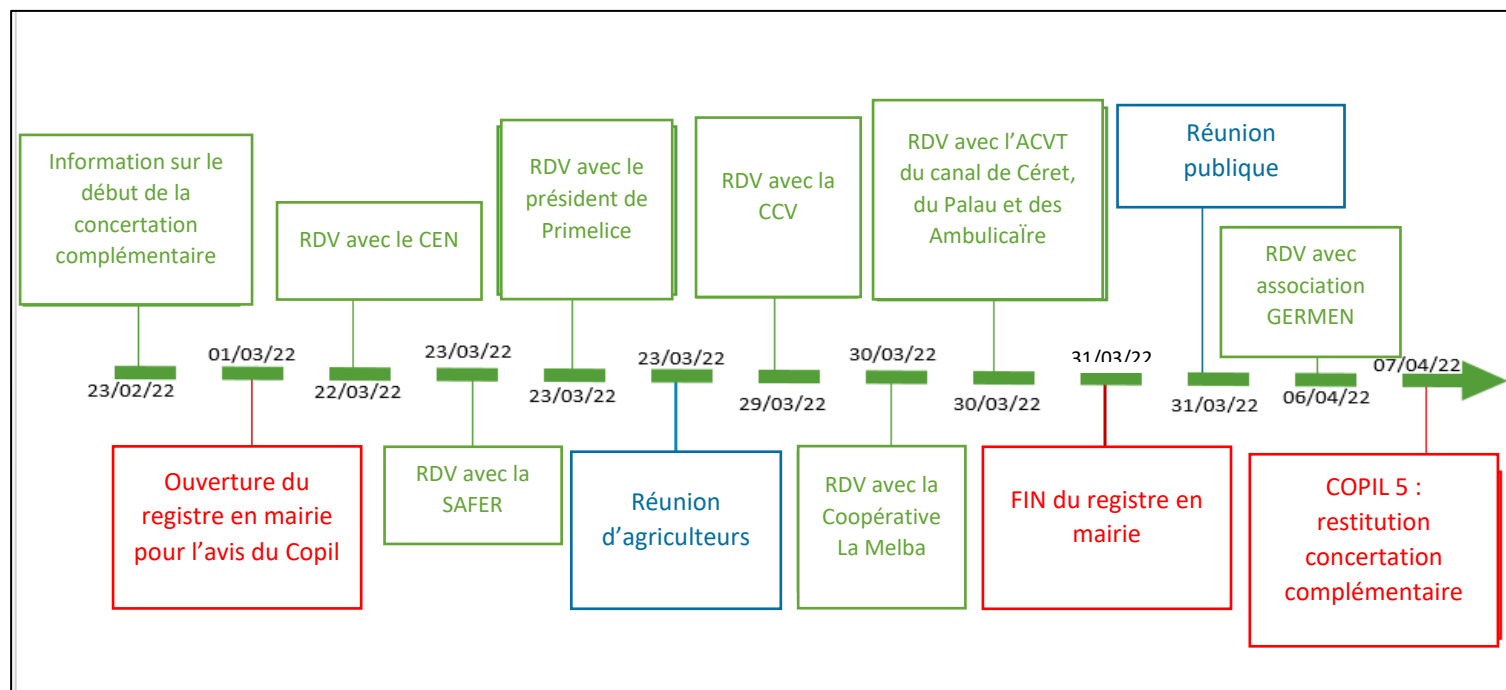 Information sur le
début de la
concertation
complémentaire
23/02/22
01/03/22
Ouverture du
registre en mairie
pour l'avis du Copil
RDV avec le CEN
22/03/22
23/03/22
RDV avec la
SAFER
RDV avec le
président de
Primelice
23/03/22
23/03/22
Réunion
d'agriculteurs
RDV avec la
CCV
29/03/22
30/03/22
RDV avec la
Coopérative
La Melba
RDV avec l'ACVT
du canal de Céret,
du Palau et des
AmbulicaÏre
30/03/22
31/03/22
FIN du registre en
mairie
Réunion
publique
31/03/22
RDV avec
association
GERMEN
06/04/22
07/04/22
COPIL 5 :
restitution
concertation
complémentaire